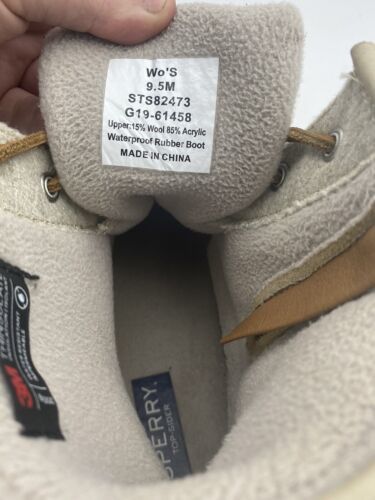 Wo'S
9.5M
STS82473
G19-61458
Upper:15% Wool 85% Acrylic
Waterproof Rubber Boot
MADE IN CHINA
3M
SPERRY
TOP-SIDER